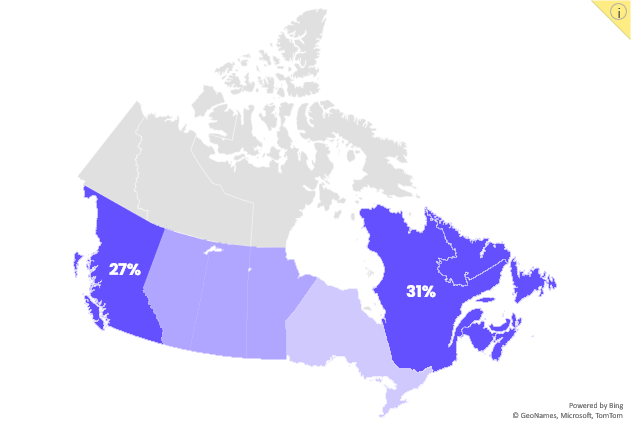 i
27%
31%
Powered by Bing
© GeoNames, Microsoft, TomTom